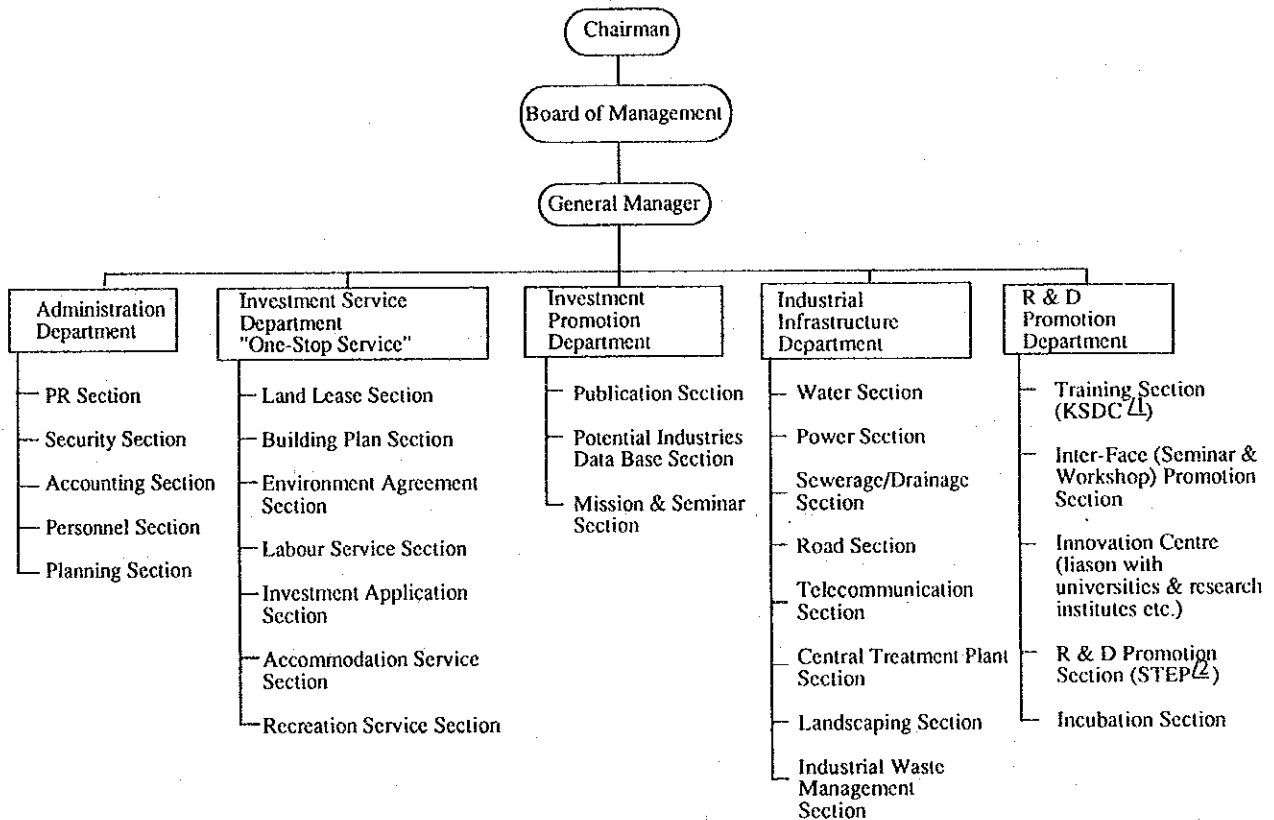 Chairman
Board of Management
General Manager
Administration
Department
PR Section
Security Section
Accounting Section
Personnel Section
Planning Section
Investment Service
Department
"One-Stop Service"
Land Lease Section
Building Plan Section
Environment Agreement
Section
Labour Service Section
Investment Application
Section
Accommodation Service
Section
Recreation Service Section
Investment
Promotion
Department
Publication Section
Potential Industries
Data Base Section
Mission & Seminar
Section
Industrial
Infrastructure
Department
Water Section
Power Section
Sewerage/Drainage
Section
Road Section
Telecommunication
Section
Central Treatment Plant
Section
Landscaping Section
Industrial Waste
Management
Section
R & D
Promotion
Department
Training Section
(KSDC /1)
Inter-Face (Seminar &
Workshop) Promotion
Section
Innovation Centre
(liason with
universities & research
institutes etc.)
R & D Promotion
Section (STEP /2)
Incubation Section